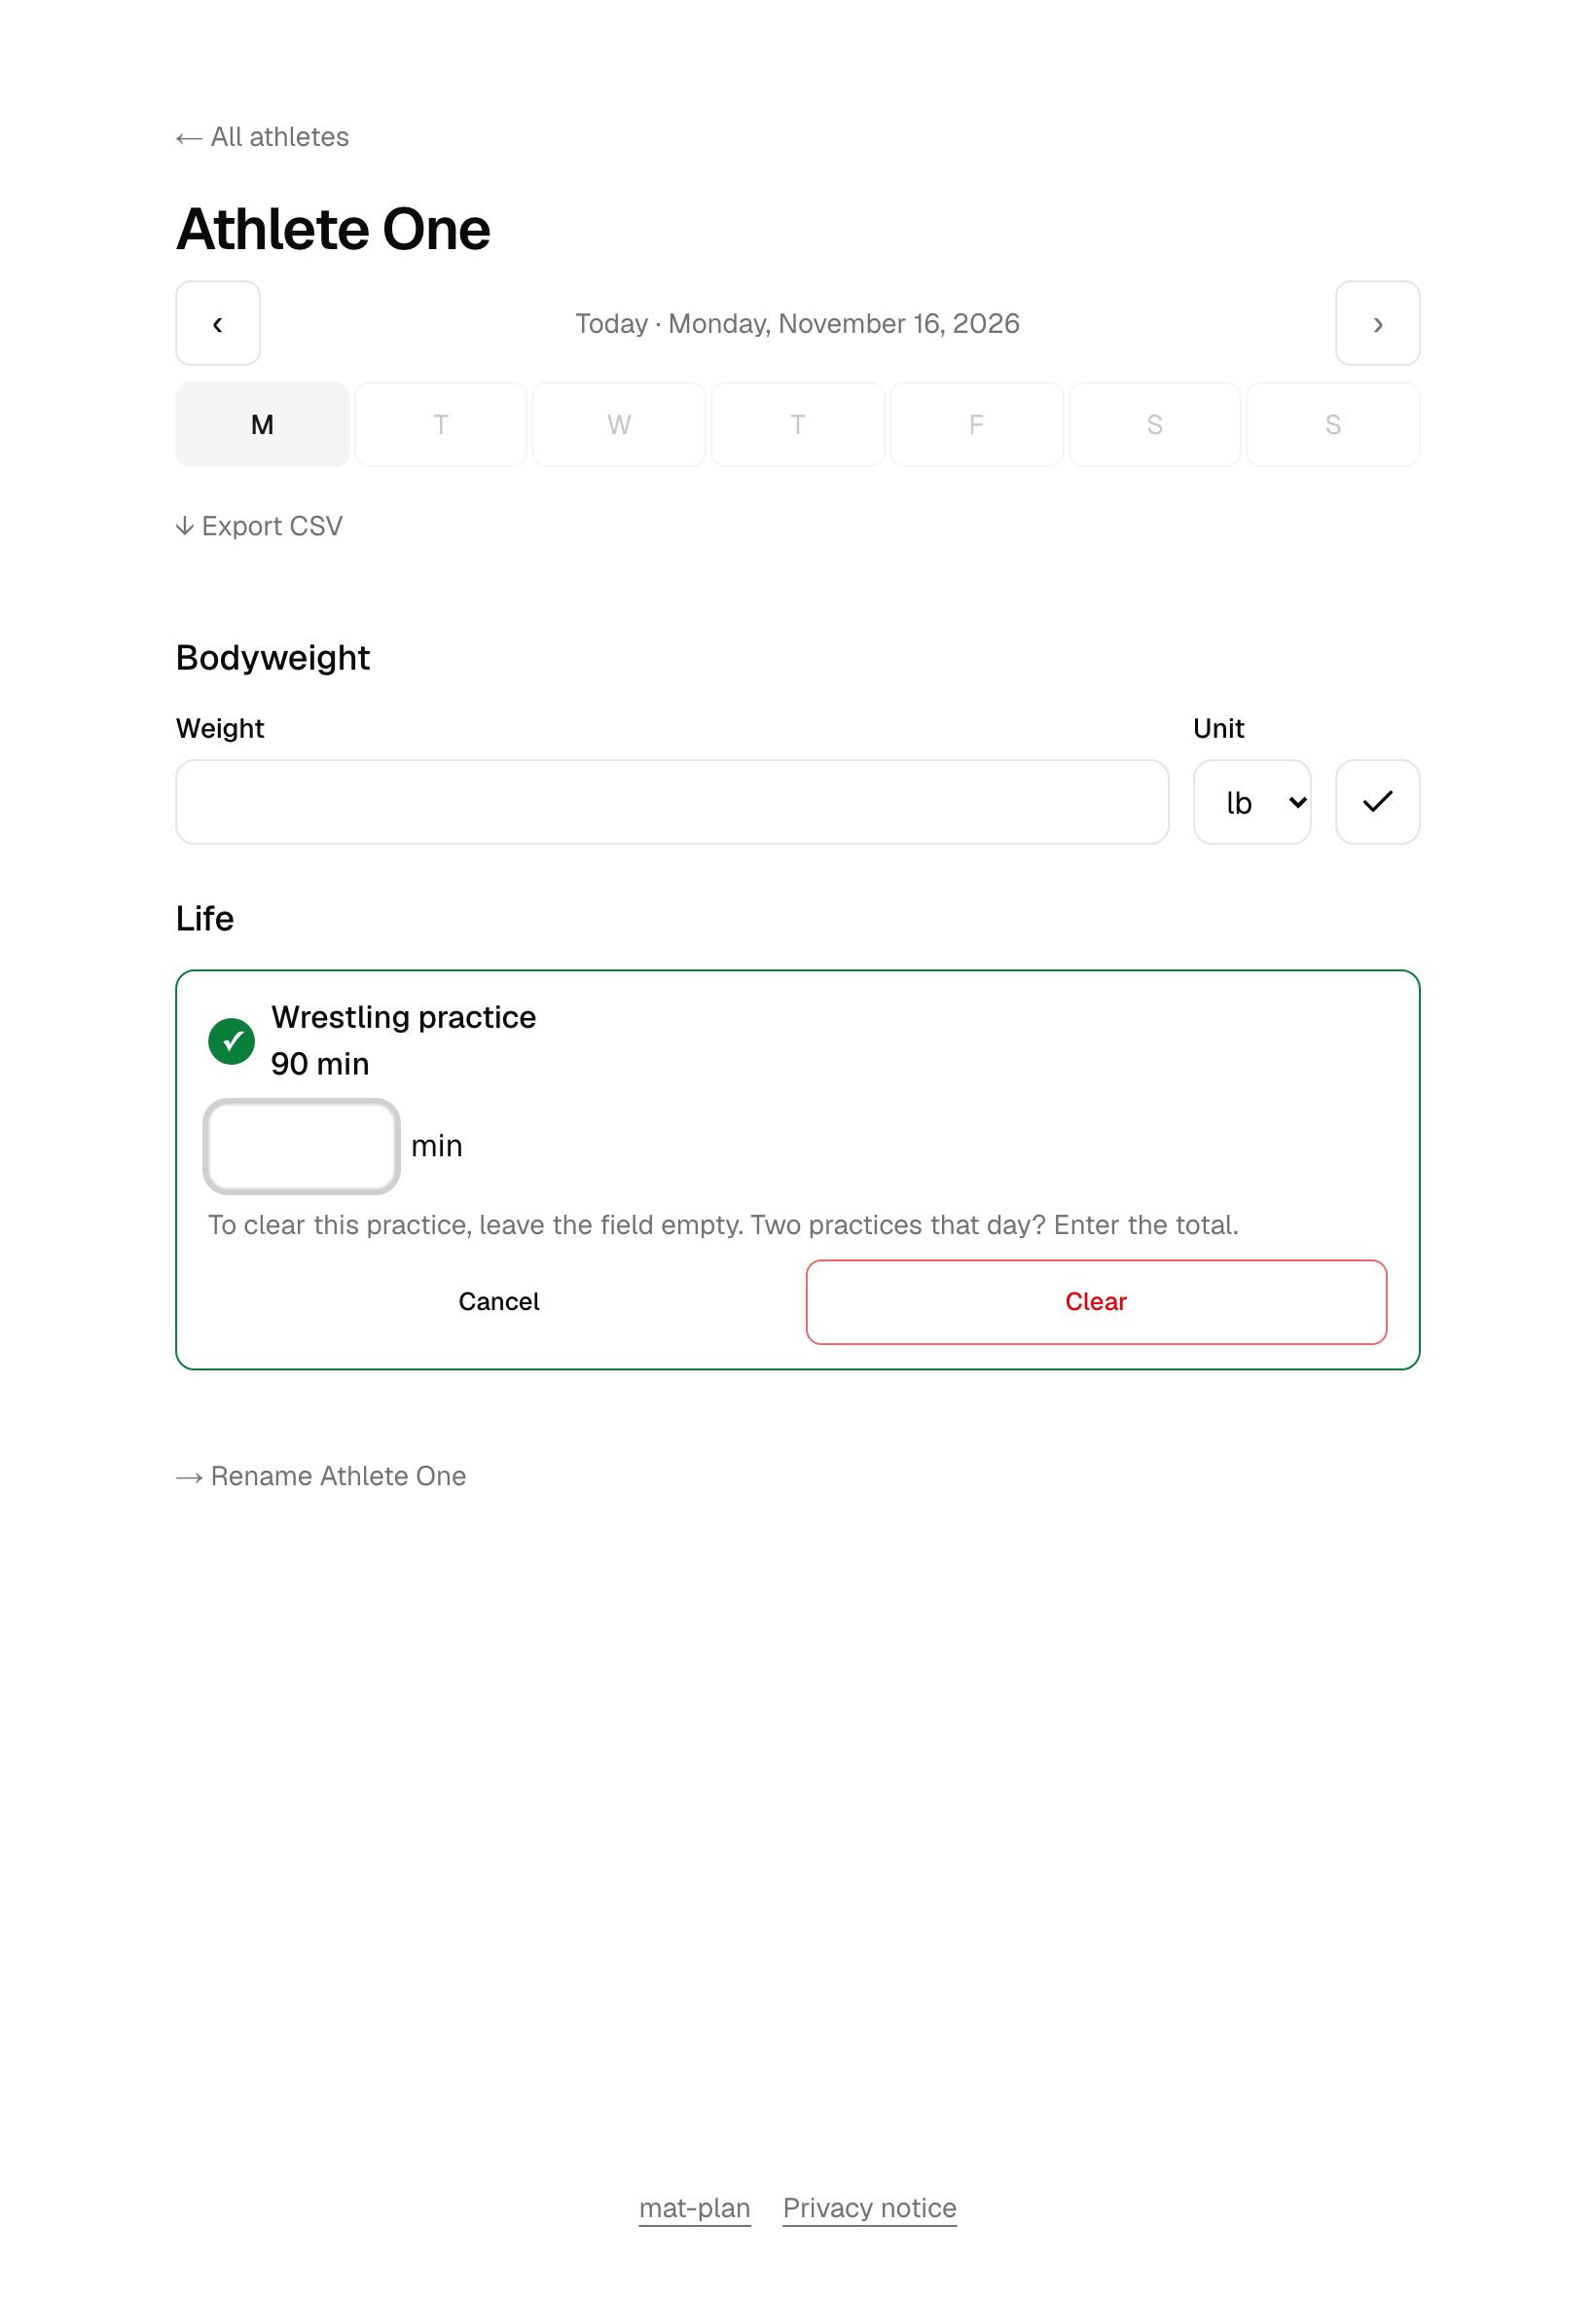 ← All athletes
Athlete One
‹ Today · Monday, November 16, 2026 ›
M T W T F S S
↓ Export CSV
Bodyweight
Weight Unit
lb
Life
Wrestling practice
90 min
min
To clear this practice, leave the field empty. Two practices that day? Enter the total.
Cancel Clear
→ Rename Athlete One
mat-plan Privacy notice